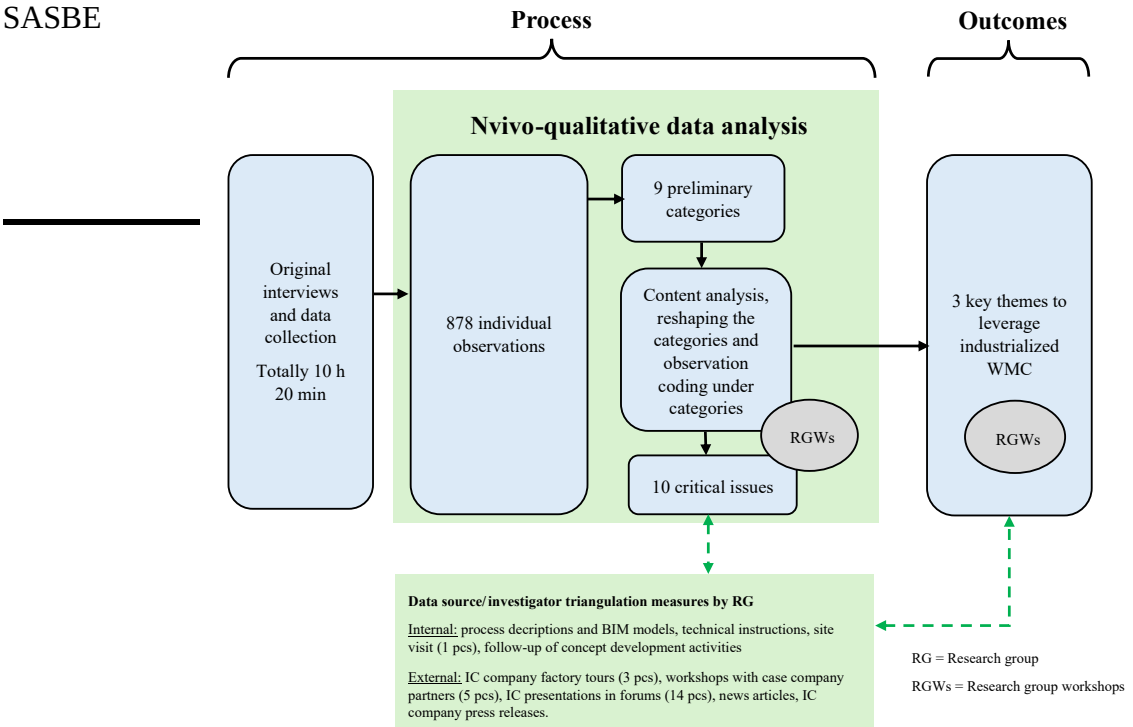 SASBE
Process
Outcomes
Nvivo-qualitative data analysis
Original
interviews
and data
collection
Totally 10 h
20 min
878 individual
observations
9 preliminary
categories
Content analysis,
reshaping the
categories and
observation
coding under
categories
RGWs
10 critical issues
3 key themes to
leverage
industrialized
WMC
RGWs
Data source/investigator triangulation measures by RG
Internal: process decriptions and BIM models, technical instructions, site
visit (1 pcs), follow-up of concept development activities
External: IC company factory tours (3 pcs), workshops with case company
partners (5 pcs), IC presentations in forums (14 pcs), news articles, IC
company press releases.
RG = Research group
RGWs = Research group workshops